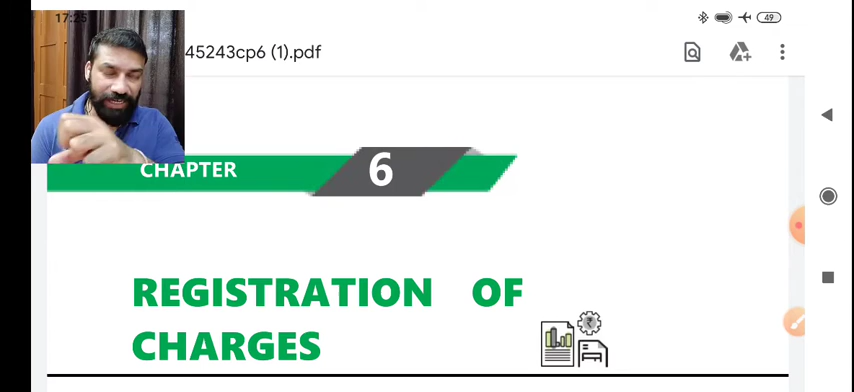 17:25
49
45243cp6 (1).pdf
CHAPTER 6
REGISTRATION OF
CHARGES